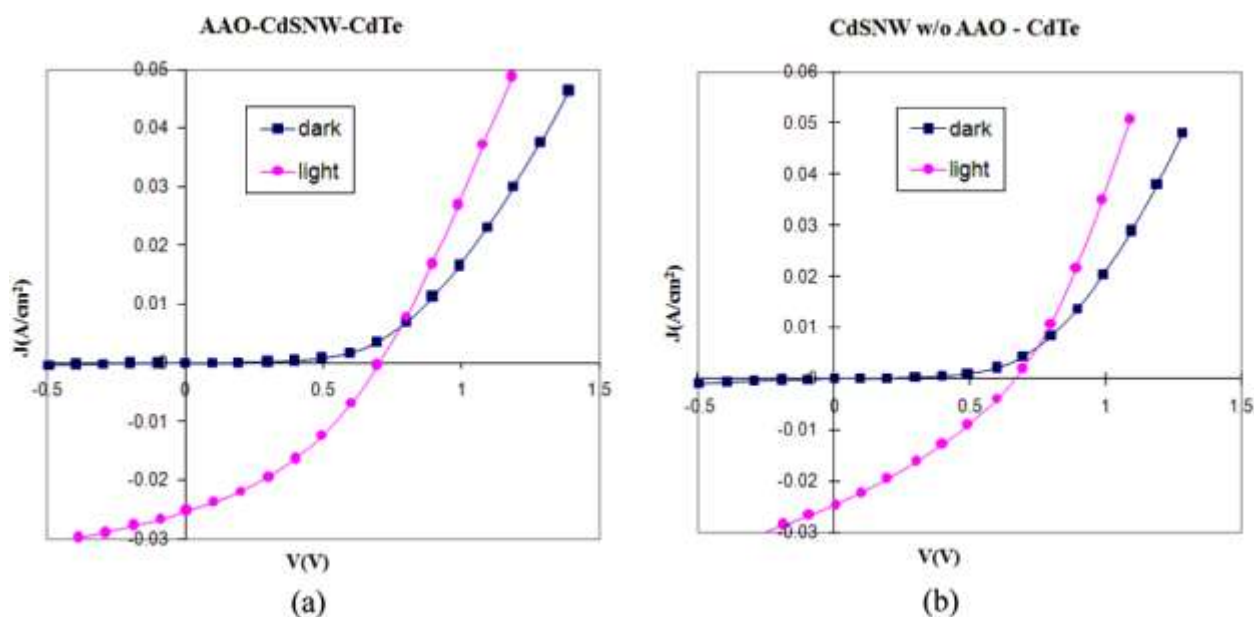 AAO-CdSNW-CdTe
0.05
0.04
0.03
0.02
0.01
0
-0.01
-0.02
-0.03
-0.5
0
0.5
1
1.5
dark
light
J(A/cm²)
V(V)
(a)
CdSNW w/o AAO - CdTe
0.06
0.05
0.04
0.03
0.02
0.01
0
-0.01
-0.02
-0.03
-0.5
0
0.5
1
1.5
dark
light
J(A/cm²)
V(V)
(b)